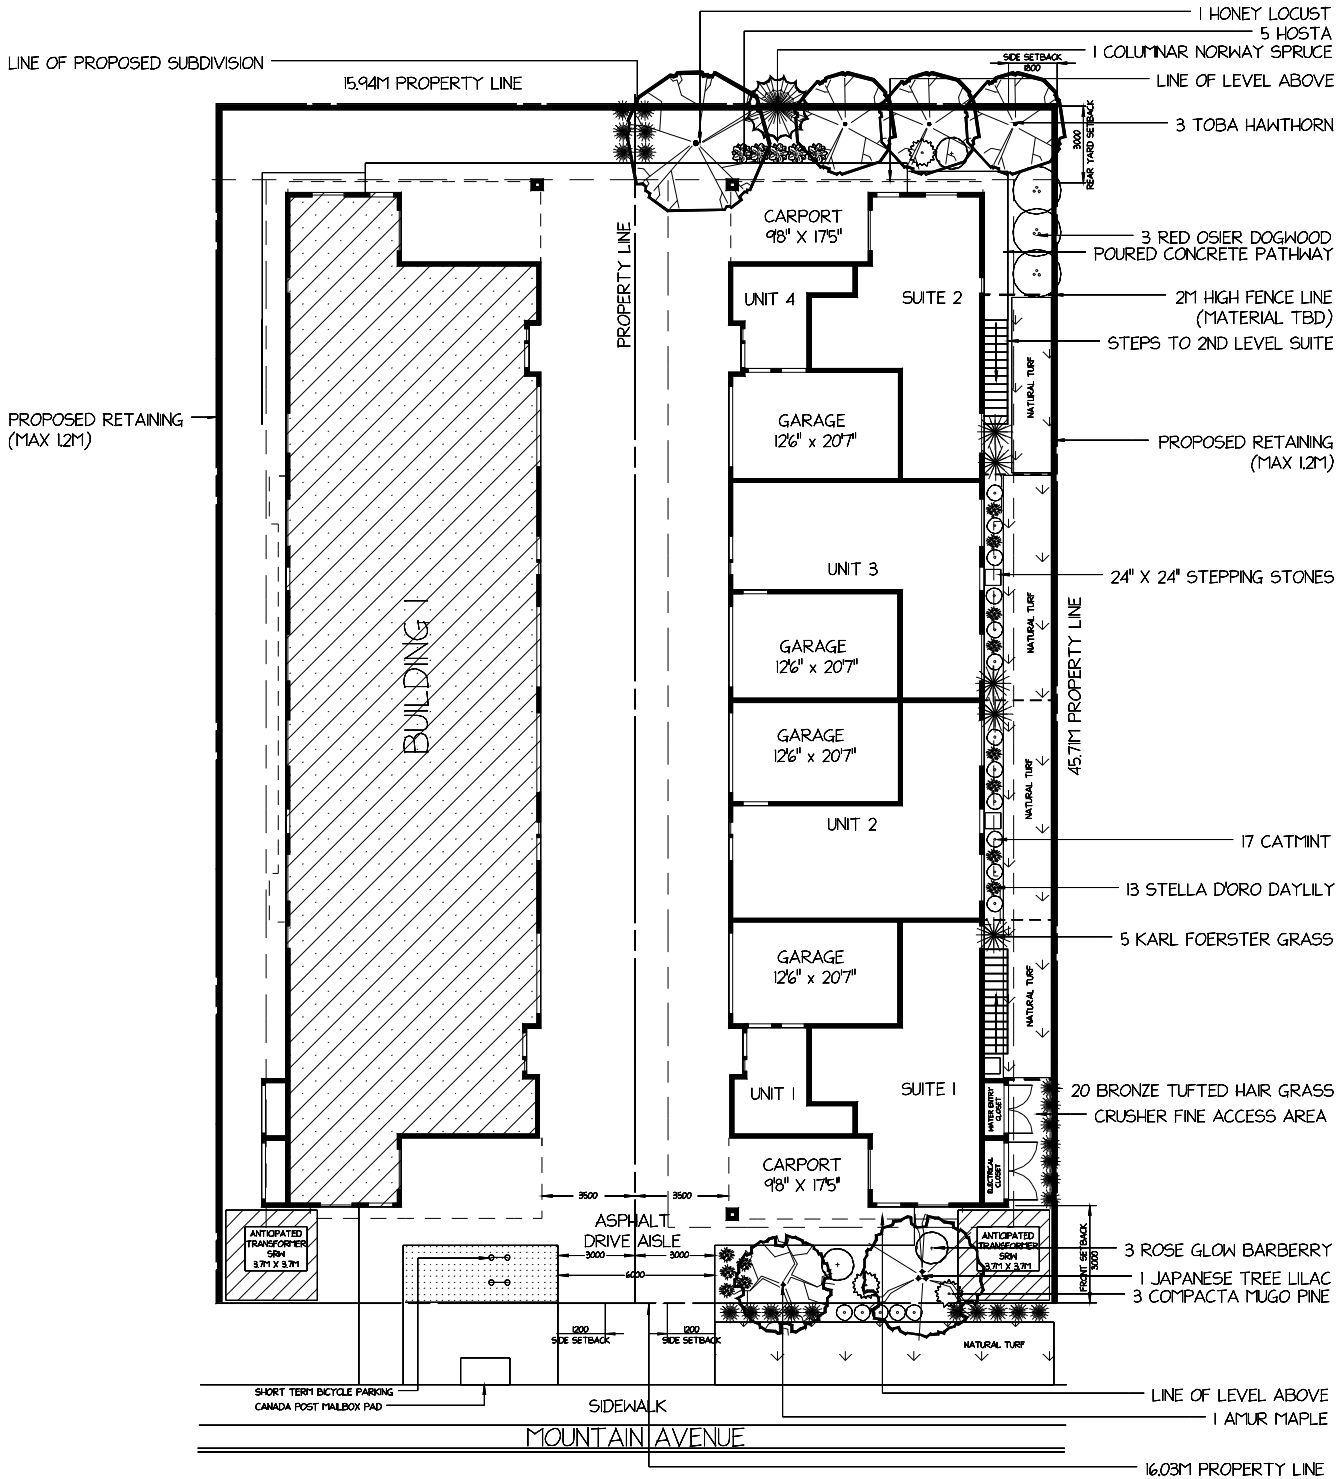 1 HONEY LOCUST
5 HOSTA
1 COLUMNAR NORWAY SPRUCE
SIDE SETBACK
1800
LINE OF PROPOSED SUBDIVISION
15.94M PROPERTY LINE
LINE OF LEVEL ABOVE
3 TOBA HAWTHORN
3000
REAR YARD SETBACK
CARPORT
9'8" X 17'5"
3 RED OSIER DOGWOOD
POURED CONCRETE PATHWAY
PROPERTY LINE
UNIT 4
SUITE 2
2M HIGH FENCE LINE
(MATERIAL TBD)
STEPS TO 2ND LEVEL SUITE
NATURAL TURF
PROPOSED RETAINING
(MAX 1.2M)
GARAGE
12'6" X 20'7"
PROPOSED RETAINING
(MAX 1.2M)
UNIT 3
24" X 24" STEPPING STONES
NATURAL TURF
45.71M PROPERTY LINE
BUILDING 1
GARAGE
12'6" X 20'7"
GARAGE
12'6" X 20'7"
NATURAL TURF
UNIT 2
17 CATMINT
13 STELLA D'ORO DAYLILY
5 KARL FOERSTER GRASS
GARAGE
12'6" X 20'7"
NATURAL TURF
UNIT 1
SUITE 1
WATER ENTRY
CLOSET
20 BRONZE TUFTED HAIR GRASS
CRUSHER FINE ACCESS AREA
CARPORT
9'8" X 17'5"
ELECTRICAL
CLOSET
3500
3500
ASPHALT
DRIVE AISLE
ANTICIPATED
TRANSFORMER
SRW
3.7M X 3.7M
3000
3000
6000
ANTICIPATED
TRANSFORMER
SRW
3.7M X 3.7M
FRONT SETBACK
3000
3 ROSE GLOW BARBERRY
1 JAPANESE TREE LILAC
3 COMPACTA MUGO PINE
1200
SIDE SETBACK
1200
SIDE SETBACK
NATURAL TURF
SHORT TERM BICYCLE PARKING
CANADA POST MAILBOX PAD
SIDEWALK
LINE OF LEVEL ABOVE
1 AMUR MAPLE
MOUNTAIN AVENUE
16.03M PROPERTY LINE